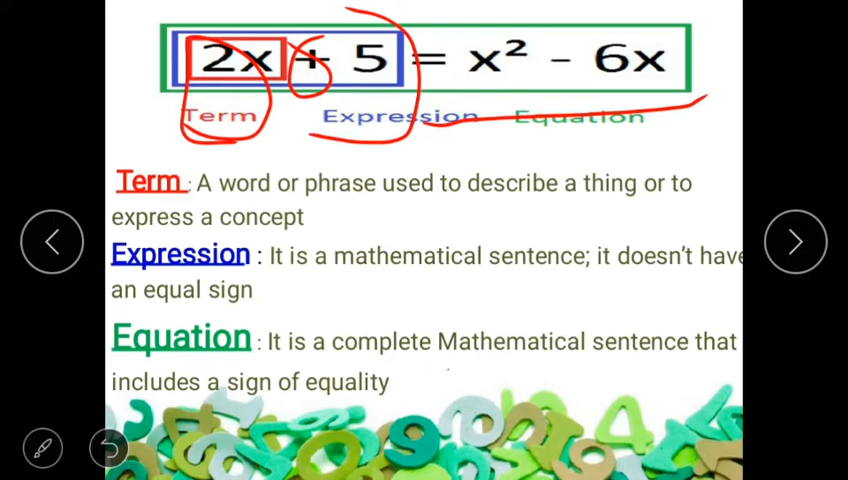 2x + 5 = x² - 6x
Term Expression Equation
Term : A word or phrase used to describe a thing or to
express a concept
Expression : It is a mathematical sentence; it doesn't have
an equal sign
Equation : It is a complete Mathematical sentence that
includes a sign of equality